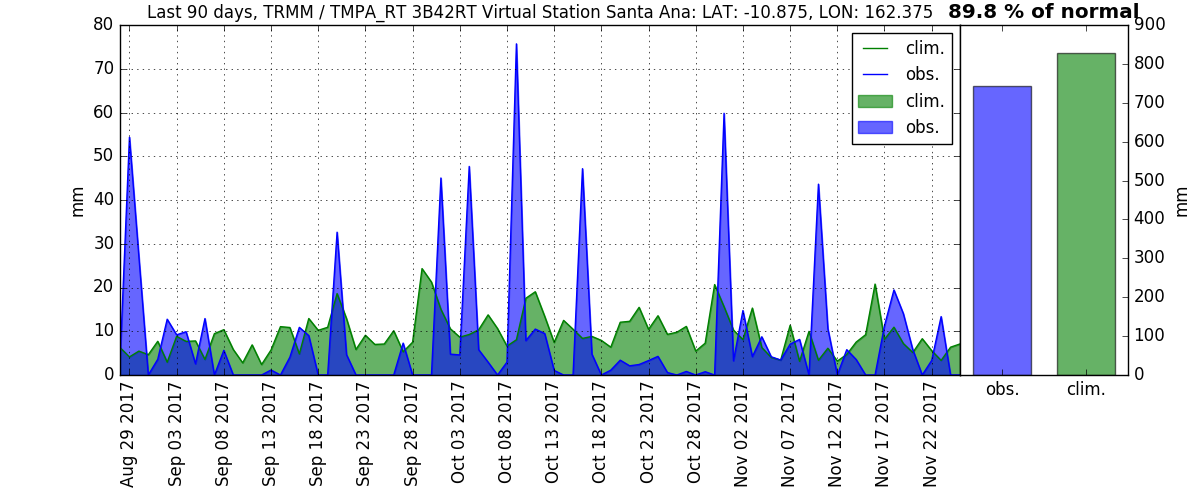 Last 90 days, TRMM / TMPA_RT 3B42RT Virtual Station Santa Ana: LAT: -10.875, LON: 162.375
89.8 % of normal
mm
80
70
60
50
40
30
20
10
0
clim.
obs.
clim.
obs.
Aug 29 2017
Sep 03 2017
Sep 08 2017
Sep 13 2017
Sep 18 2017
Sep 23 2017
Sep 28 2017
Oct 03 2017
Oct 08 2017
Oct 13 2017
Oct 18 2017
Oct 23 2017
Oct 28 2017
Nov 02 2017
Nov 07 2017
Nov 12 2017
Nov 17 2017
Nov 22 2017
900
800
700
600
500
400
300
200
100
0
mm
obs.
clim.